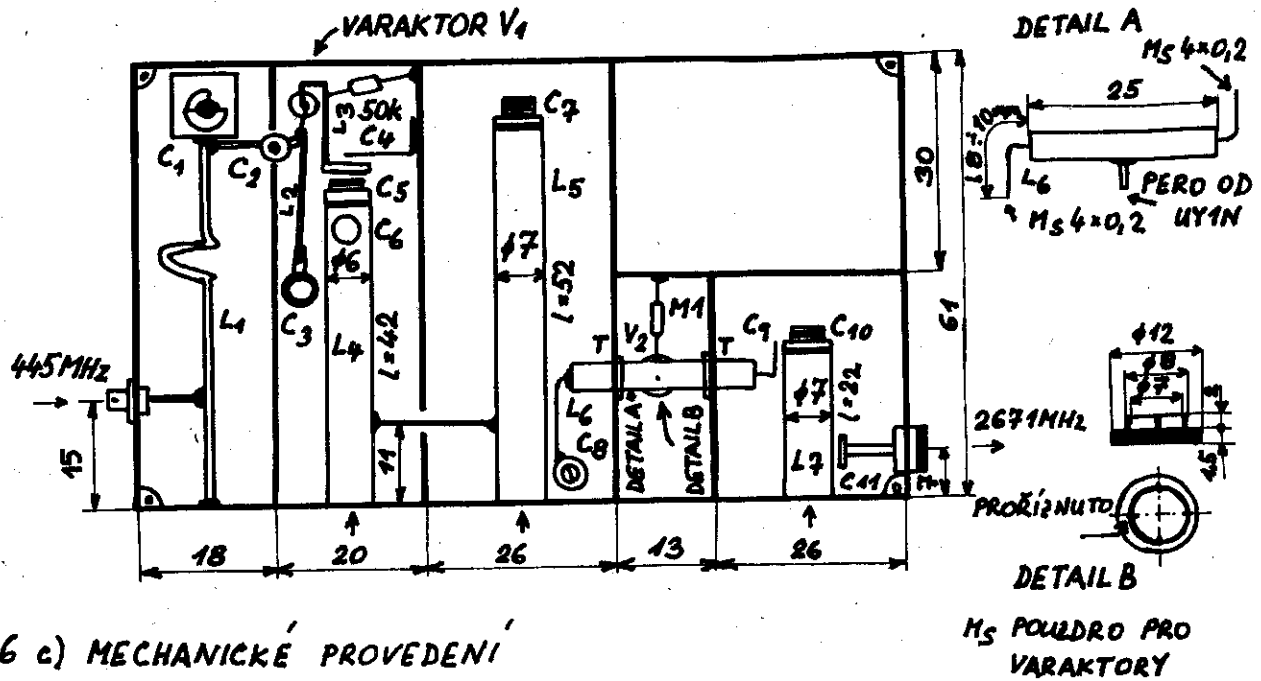 VARAKTOR V1
DETAIL A
Ms 4×0,2
25
C7
50k
L3
C4
C1
C2
L2
C5
L5
30
l 8÷10mm
L6
PERO OD
UY1N
Ms 4×0,2
C6
ϕ6
ϕ7
l=52
61
L1
C3
L4
l=42
M1
V2
T
T
C9
C10
ϕ12
ϕ8
ϕ7
2
1,5
445MHz
L6
C8
DETAIL A
DETAIL B
ϕ7
l=22
L7
C11
2671MHz
15
11
PROŘÍZNUTO
18
20
26
13
26
DETAIL B
6 c) MECHANICKÉ PROVEDENÍ
Ms POUZDRO PRO
VARAKTORY